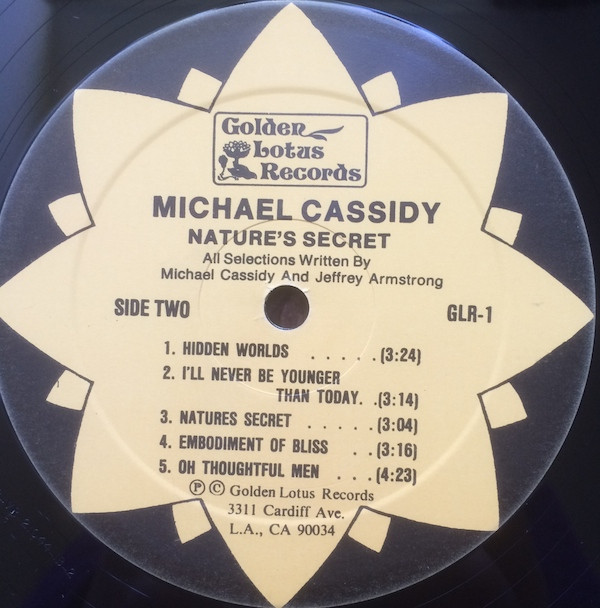 Golden
Lotus
Records
MICHAEL CASSIDY
NATURE'S SECRET
All Selections Written By
Michael Cassidy And Jeffrey Armstrong
SIDE TWO GLR-1
1. HIDDEN WORLDS . . . . . (3:24)
2. I'LL NEVER BE YOUNGER
THAN TODAY. . (3:14)
3. NATURES SECRET . . . . . (3:04)
4. EMBODIMENT OF BLISS . . (3:16)
5. OH THOUGHTFUL MEN . . . (4:23)
Ⓟ © Golden Lotus Records
3311 Cardiff Ave.
L.A., CA 90034